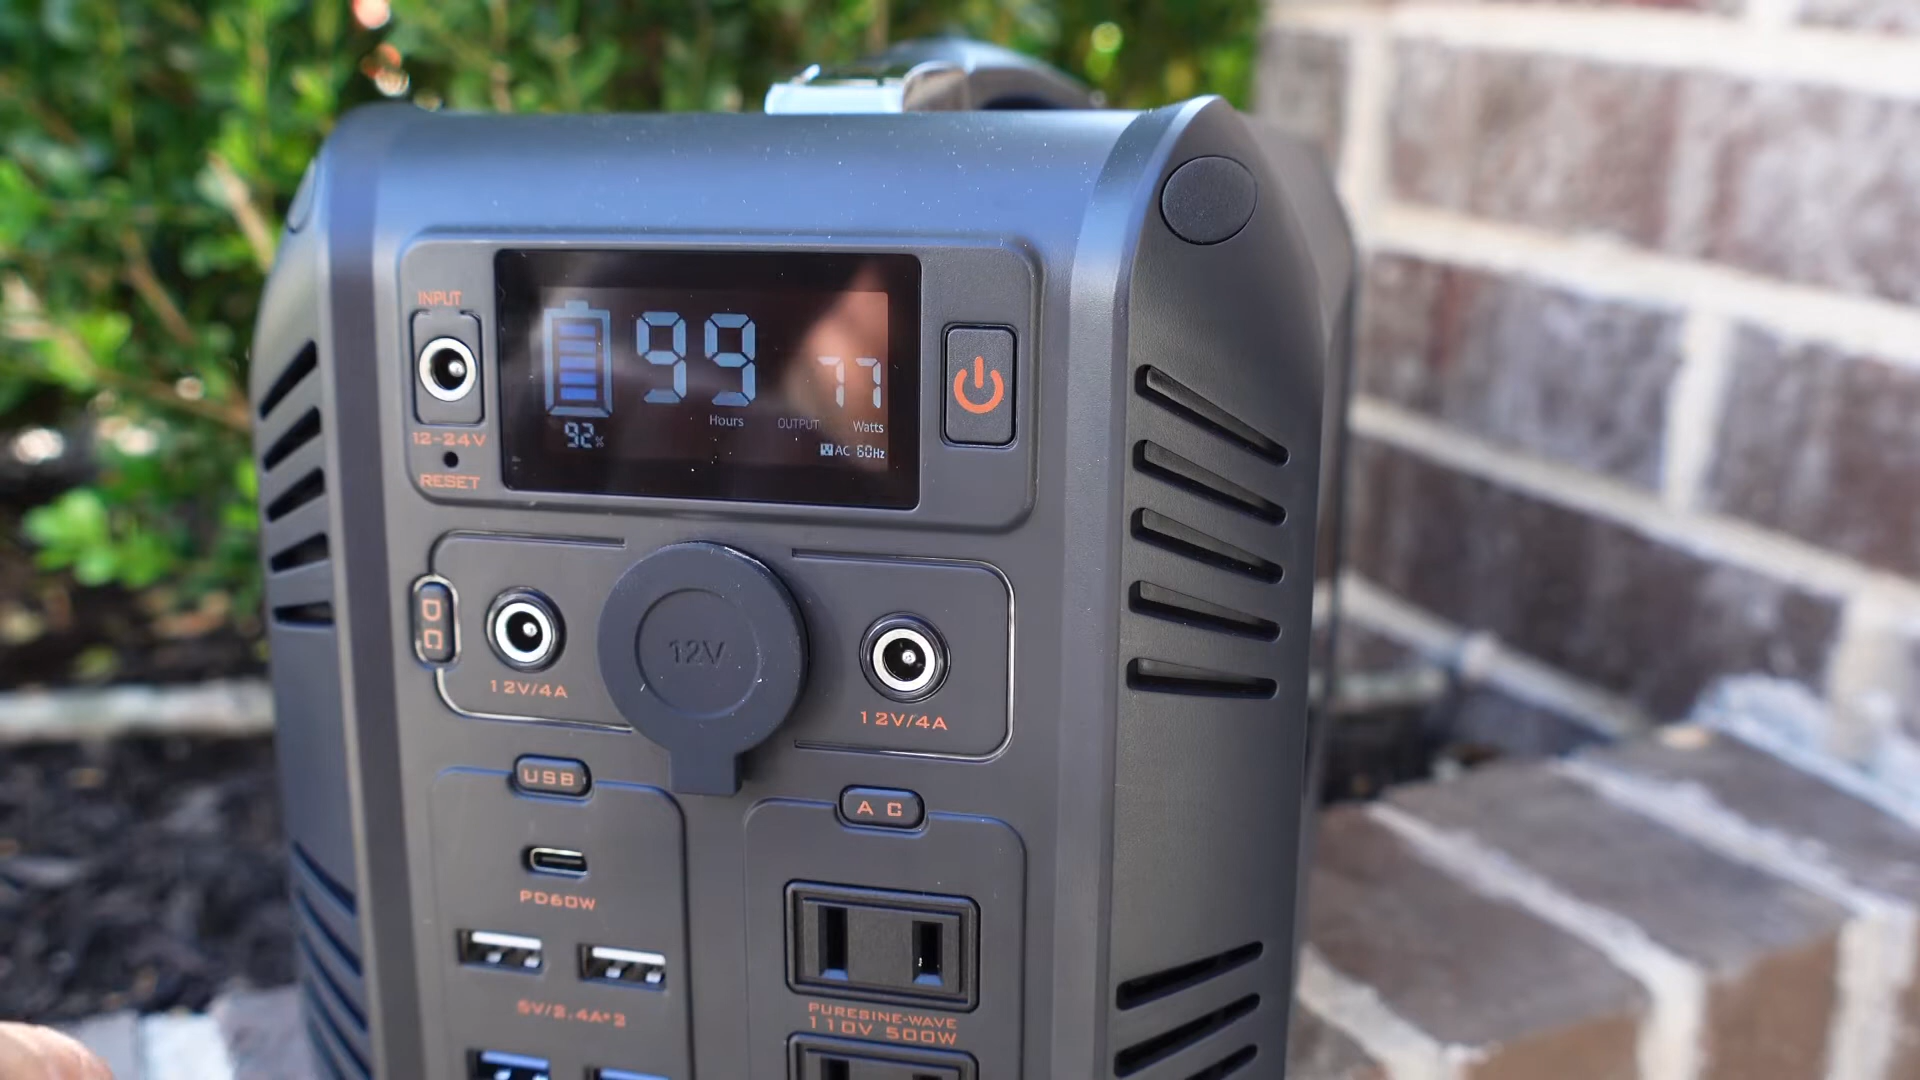 INPUT
12-24V
RESET
92%
99
Hours
OUTPUT
77
Watts
AC 60Hz
DC
12V/4A
12V
12V/4A
USB
PD60W
5V/2.4A*2
AC
PURESINE-WAVE
110V 500W